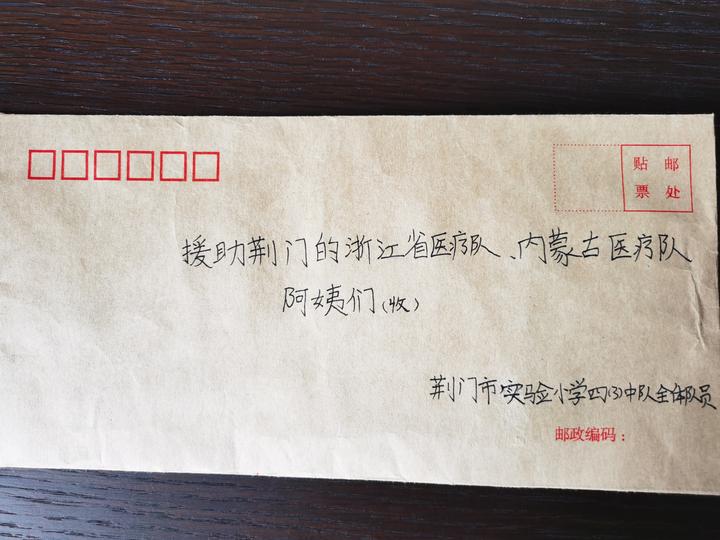 贴 邮
票 处
援助荆门的浙江省医疗队、内蒙古医疗队
阿姨们(收)
荆门市实验小学四(3)中队全体队员
邮政编码：